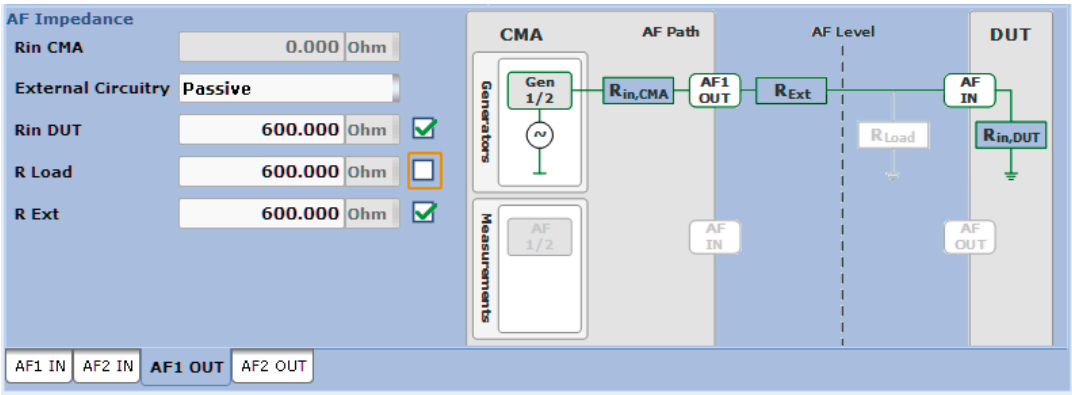 AF Impedance
Rin CMA 0.000 Ohm
External Circuitry Passive
Rin DUT 600.000 Ohm
R Load 600.000 Ohm
R Ext 600.000 Ohm
CMA
AF Path
AF Level
DUT
Generators
Gen
1/2
Rin,CMA
AF1
OUT
RExt
RLoad
AF
IN
Rin,DUT
Measurements
AF
1/2
AF
IN
AF
OUT
AF1 IN AF2 IN AF1 OUT AF2 OUT